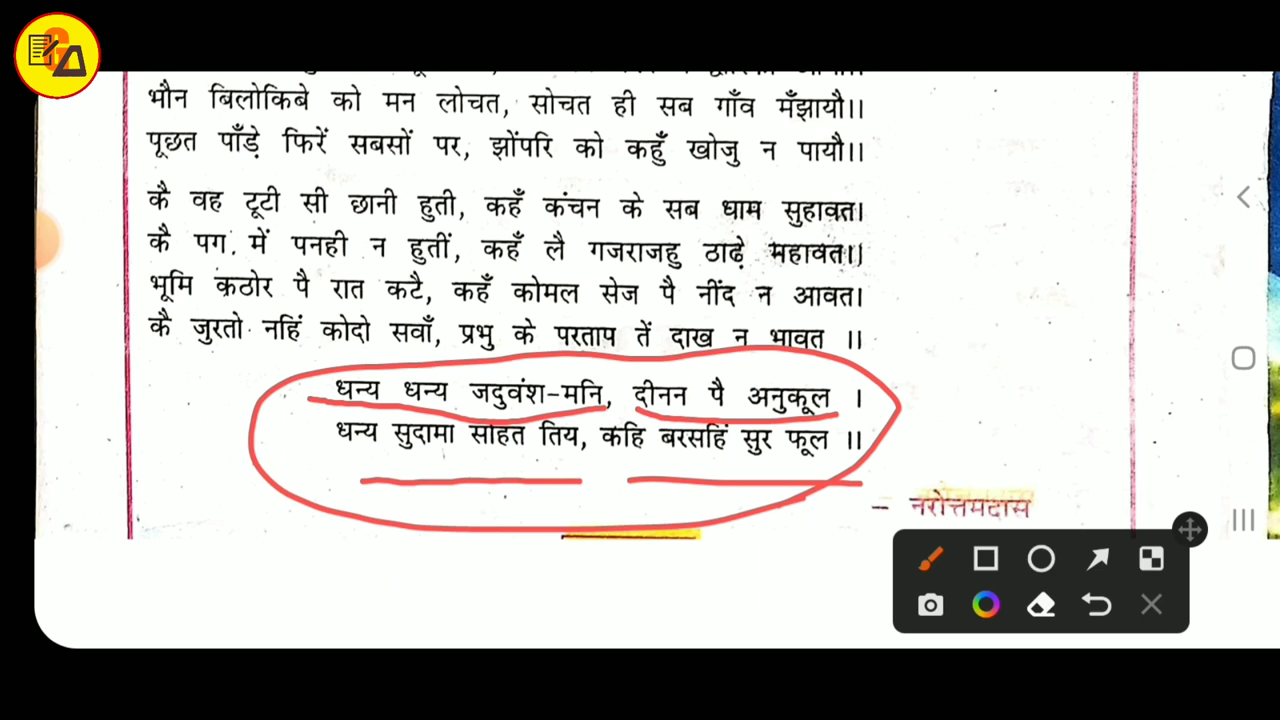 भौन बिलोकिबे को मन लोचत, सोचत ही सब गाँव मँझायौ।।
पूछत पाँड़े फिरें सबसों पर, झोंपरि को कहुँ खोजु न पायौ।।
कै वह टूटी सी छानी हुती, कहँ कंचन के सब धाम सुहावत।
कै पग में पनही न हुतीं, कहँ लै गजराजहु ठाढ़े महावत।।
भूमि कठोर पै रात कटै, कहँ कोमल सेज पै नींद न आवत।
कै जुरतो नहिं कोदो सवाँ, प्रभु के परताप तें दाख न भावत ।।
धन्य धन्य जदुवंश-मनि, दीनन पै अनुकूल ।
धन्य सुदामा सोहत तिय, कहि बरसहिं सुर फूल ।।
– नरोत्तमदास